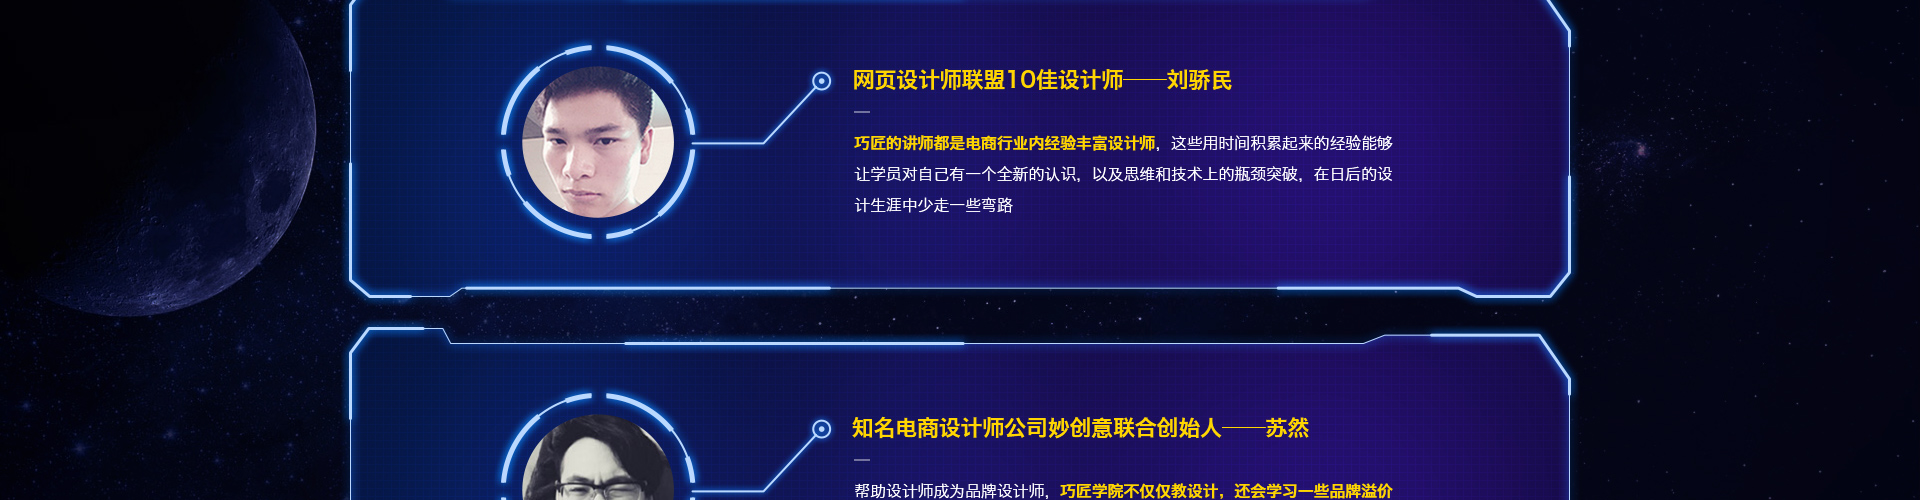 网页设计师联盟10佳设计师——刘骄民
巧匠的讲师都是电商行业内经验丰富设计师，这些用时间积累起来的经验能够
让学员对自己有一个全新的认识，以及思维和技术上的瓶颈突破，在日后的设
计生涯中少走一些弯路
知名电商设计师公司妙创意联合创始人——苏然
帮助设计师成为品牌设计师，巧匠学院不仅仅教设计，还会学习一些品牌溢价